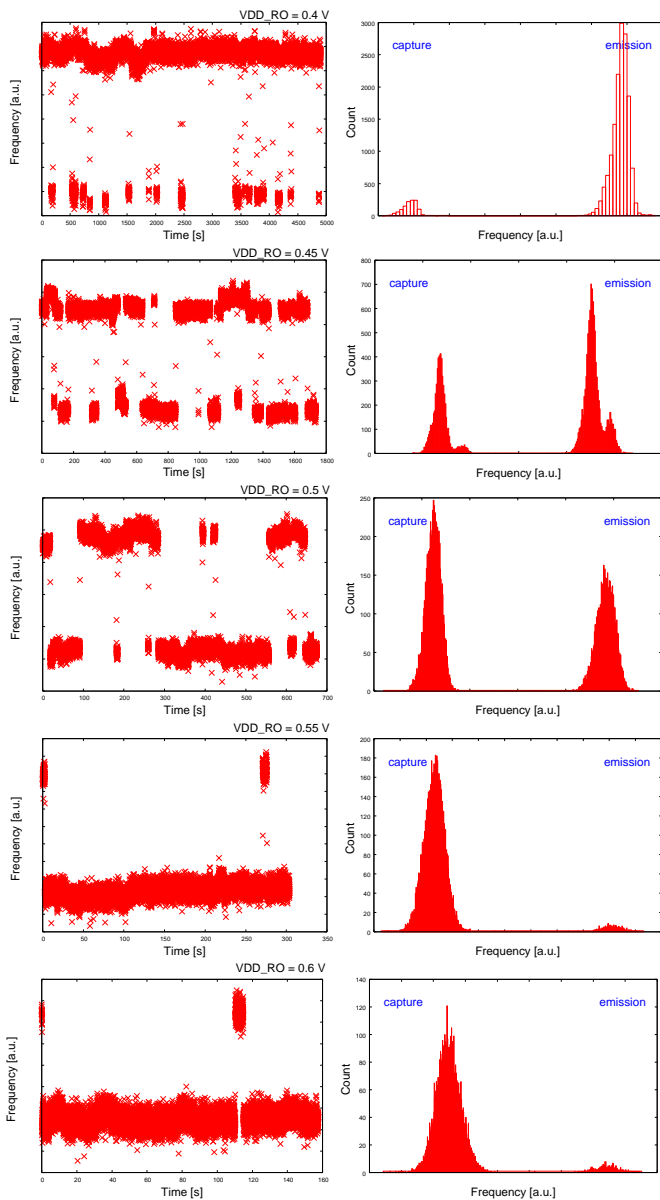 VDD_RO = 0.4 V
Frequency [a.u.]
0 500 1000 1500 2000 2500 3000 3500 4000 4500 5000
Time [s]
3000
2500
2000
1500
1000
500
0
Count
capture emission
Frequency [a.u.]
VDD_RO = 0.45 V
Frequency [a.u.]
0 200 400 600 800 1000 1200 1400 1600 1800
Time [s]
800
700
600
500
400
300
200
100
0
Count
capture emission
Frequency [a.u.]
VDD_RO = 0.5 V
Frequency [a.u.]
0 100 200 300 400 500 600 700
Time [s]
250
200
150
100
50
0
Count
capture emission
Frequency [a.u.]
VDD_RO = 0.55 V
Frequency [a.u.]
0 50 100 150 200 250 300 350
Time [s]
200
180
160
140
120
100
80
60
40
20
0
Count
capture emission
Frequency [a.u.]
VDD_RO = 0.6 V
Frequency [a.u.]
0 20 40 60 80 100 120 140 160
Time [s]
140
120
100
80
60
40
20
0
Count
capture emission
Frequency [a.u.]